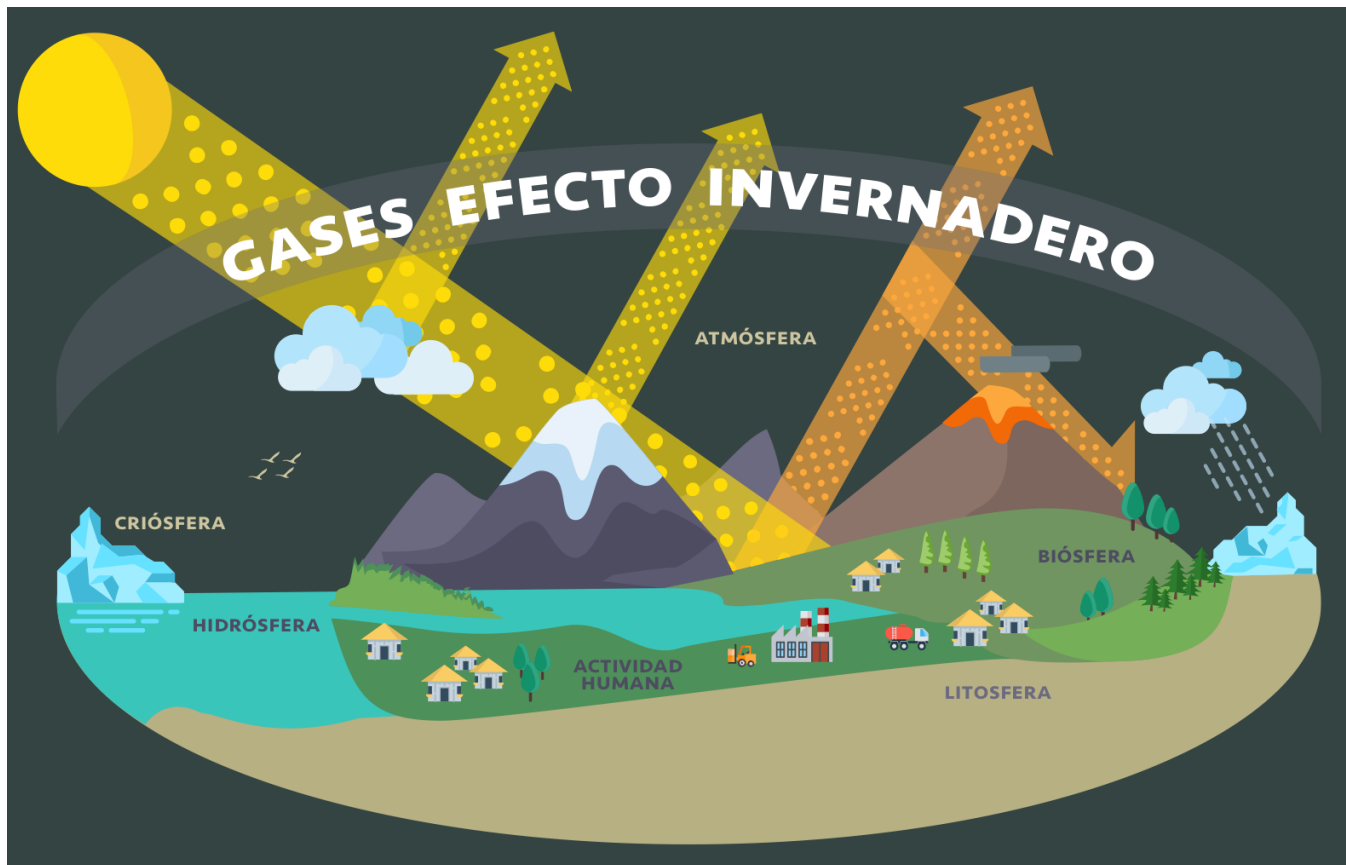 GASES EFECTO INVERNADERO
ATMÓSFERA
CRIÓSFERA
BIÓSFERA
HIDRÓSFERA
ACTIVIDAD
HUMANA
LITOSFERA